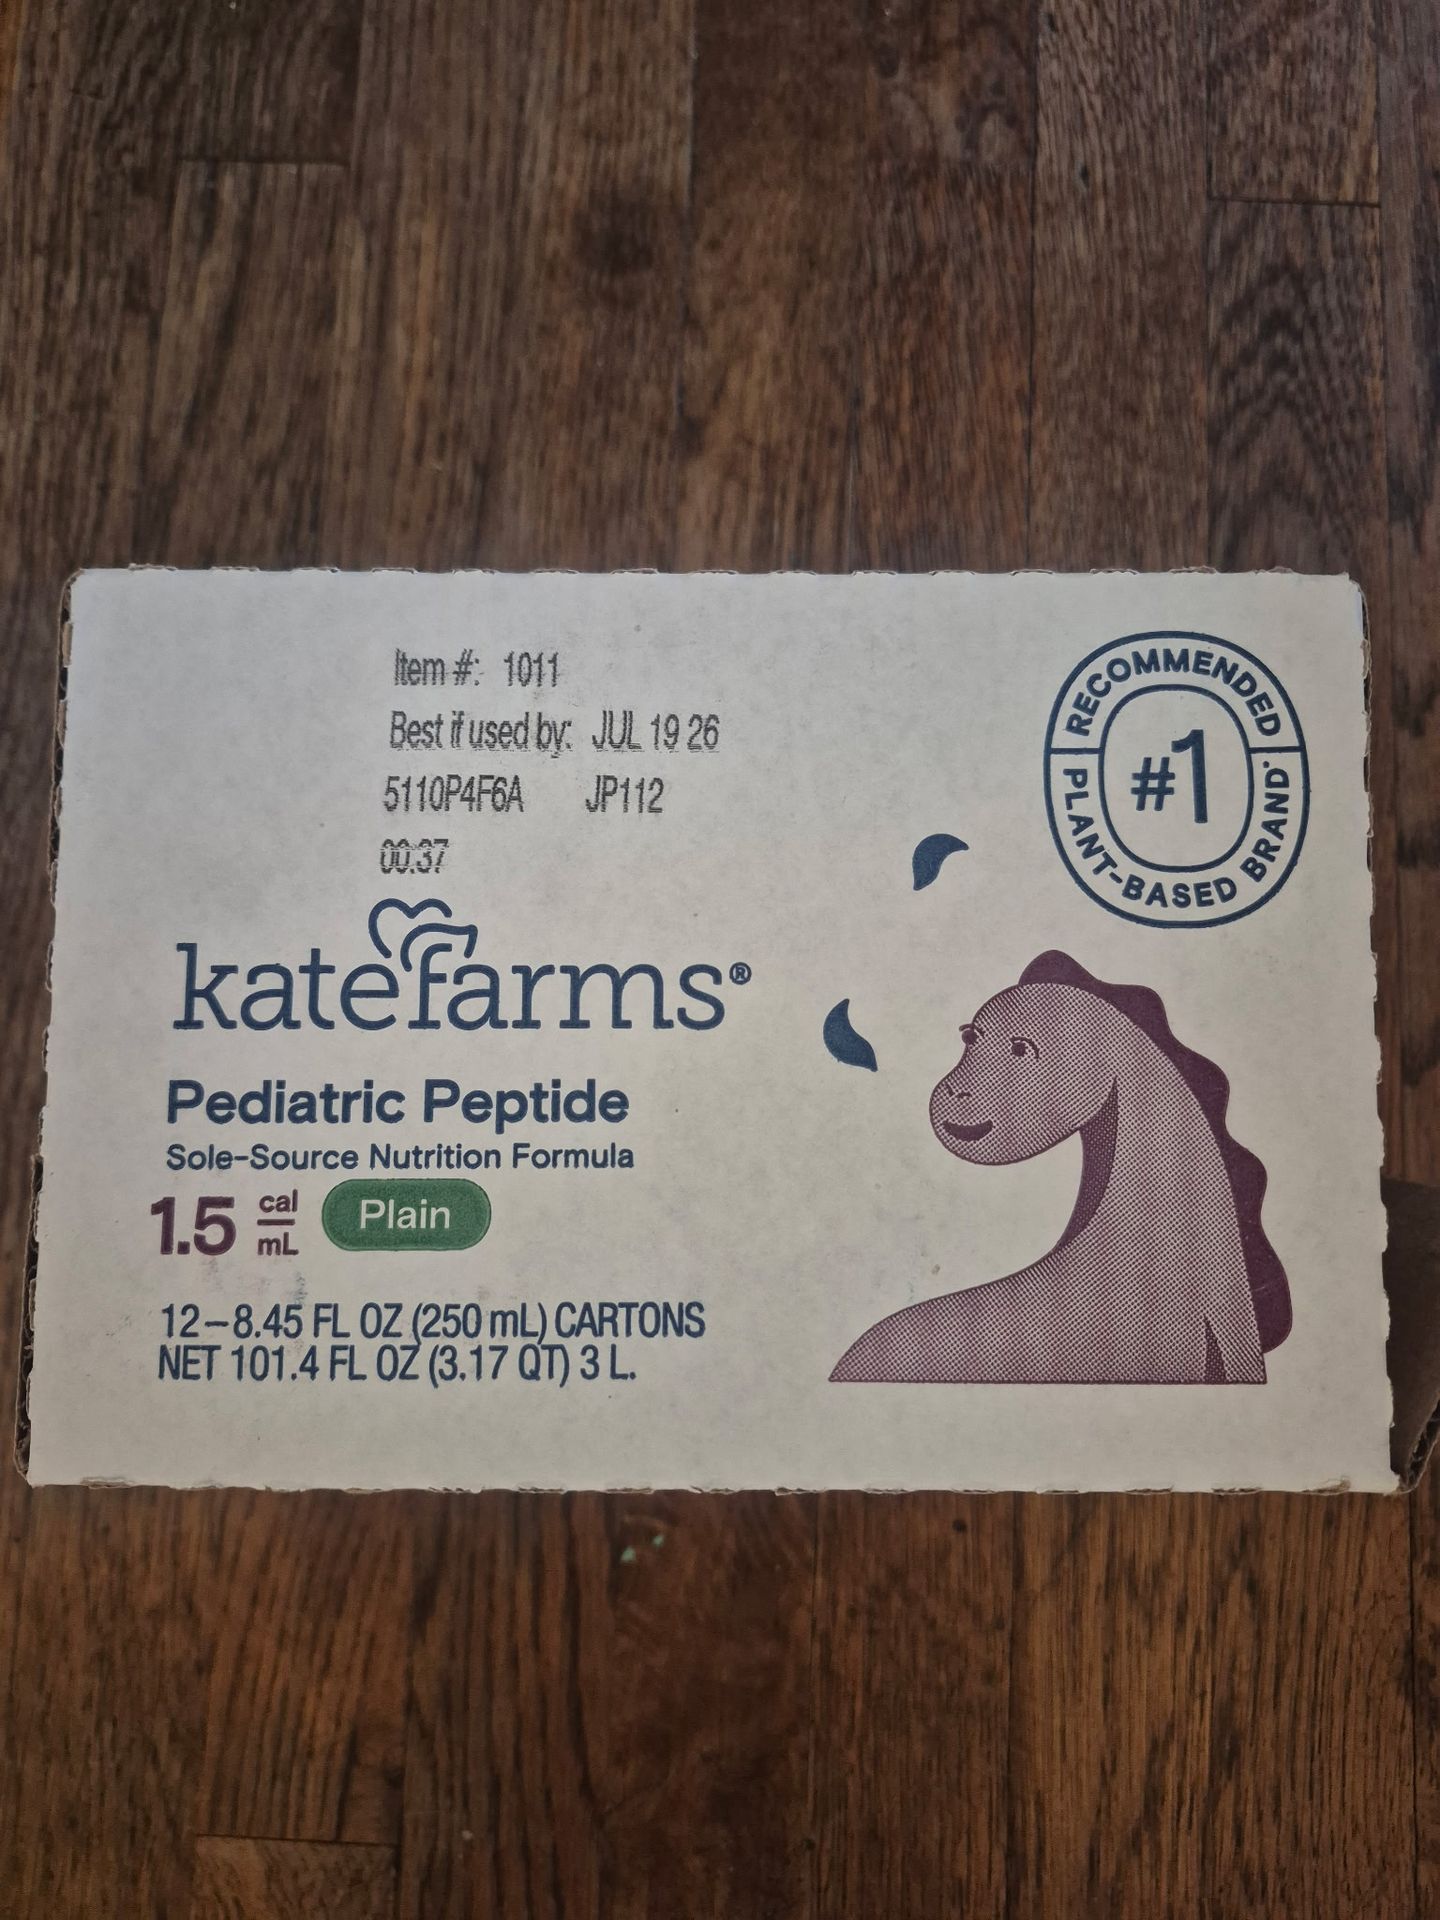 Item #: 1011
Best if used by: JUL 19 26
5110P4F6A JP112
00:37
RECOMMENDED
#1
PLANT-BASED BRAND.
katefarms®
Pediatric Peptide
Sole-Source Nutrition Formula
1.5 cal/mL Plain
12–8.45 FL OZ (250 mL) CARTONS
NET 101.4 FL OZ (3.17 QT) 3 L.